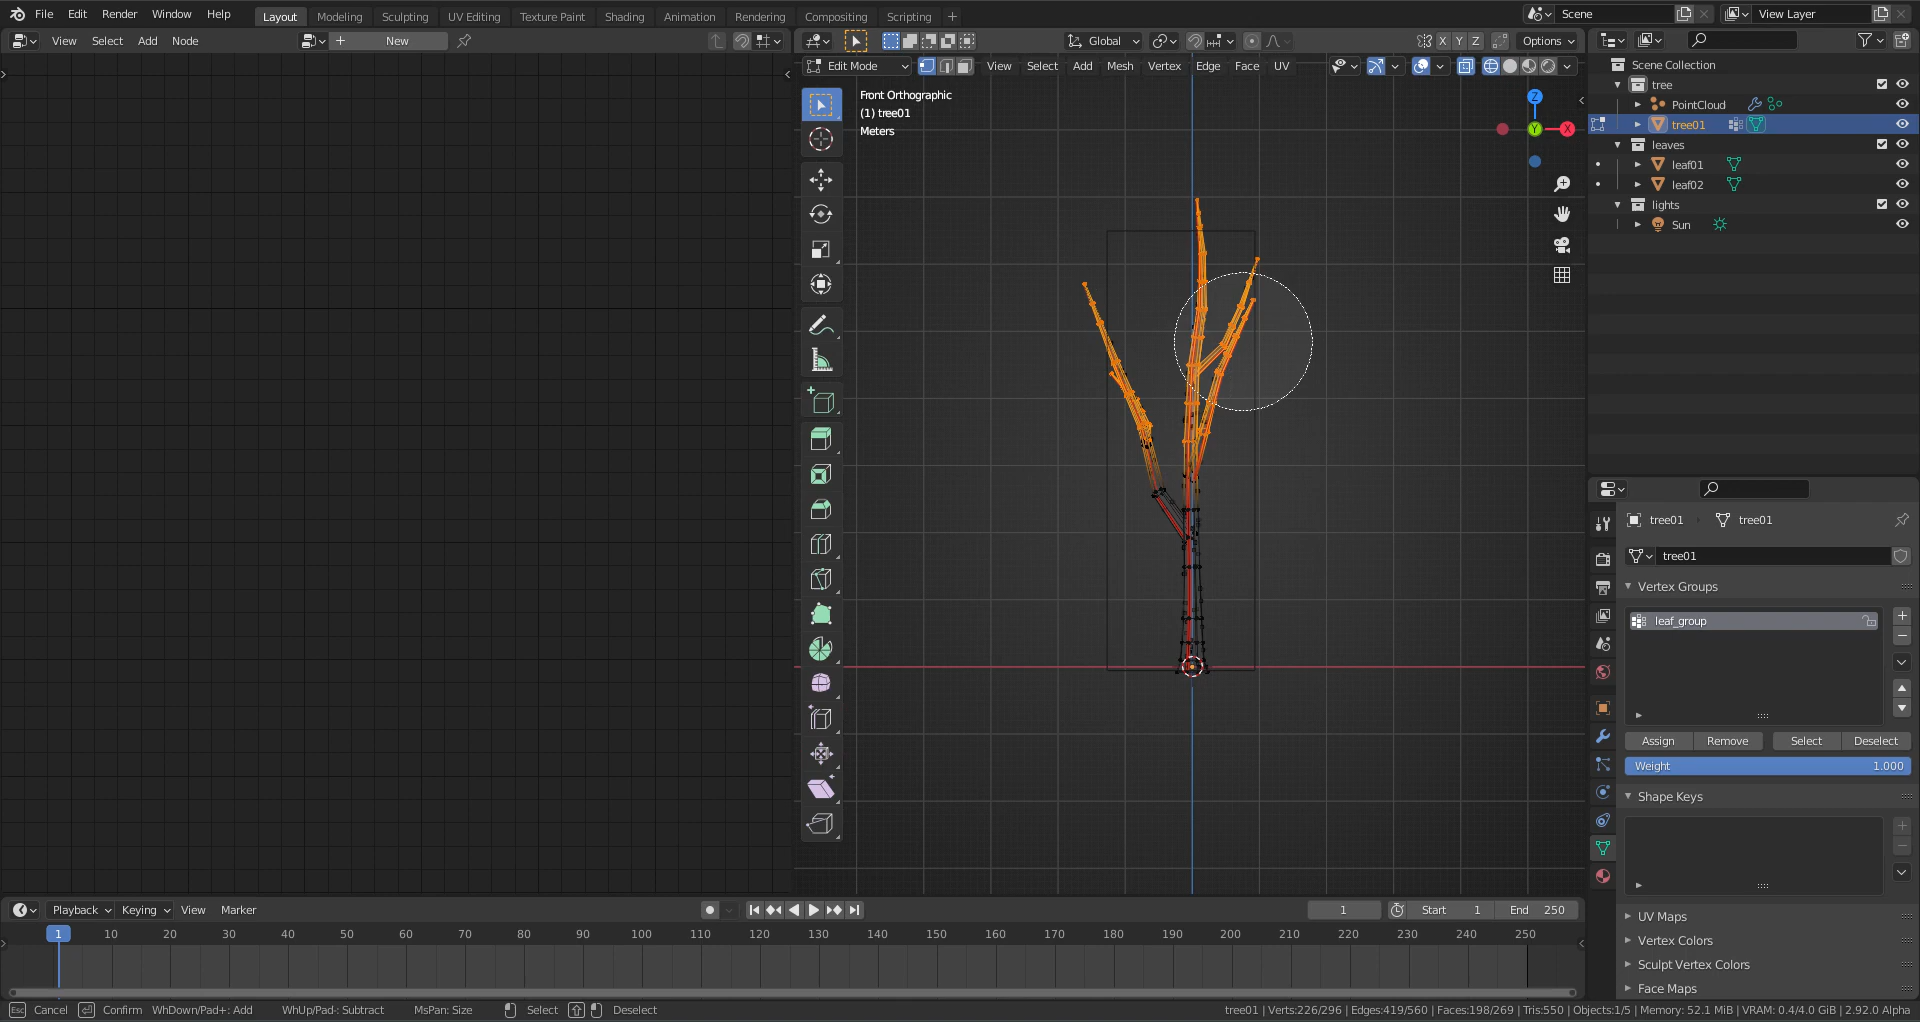 File Edit Render Window Help Layout Modeling Sculpting UV Editing Texture Paint Shading Animation Rendering Compositing Scripting + Scene View Layer
View Select Add Node + New Global X Y Z Options
Edit Mode View Select Add Mesh Vertex Edge Face UV
Front Orthographic
(1) tree01
Meters
Z
Y
X
Scene Collection
tree
PointCloud
tree01
leaves
leaf01
leaf02
lights
Sun
tree01 tree01
tree01
Vertex Groups
leaf_group
Assign Remove Select Deselect
Weight 1.000
Shape Keys
UV Maps
Vertex Colors
Sculpt Vertex Colors
Face Maps
Playback Keying View Marker 1 Start 1 End 250
1 10 20 30 40 50 60 70 80 90 100 110 120 130 140 150 160 170 180 190 200 210 220 230 240 250
Esc Cancel Confirm WhDown/Pad+: Add WhUp/Pad-: Subtract MsPan: Size Select Deselect tree01 | Verts:226/296 | Edges:419/560 | Faces:198/269 | Tris:550 | Objects:1/5 | Memory: 52.1 MiB | VRAM: 0.4/4.0 GiB | 2.92.0 Alpha